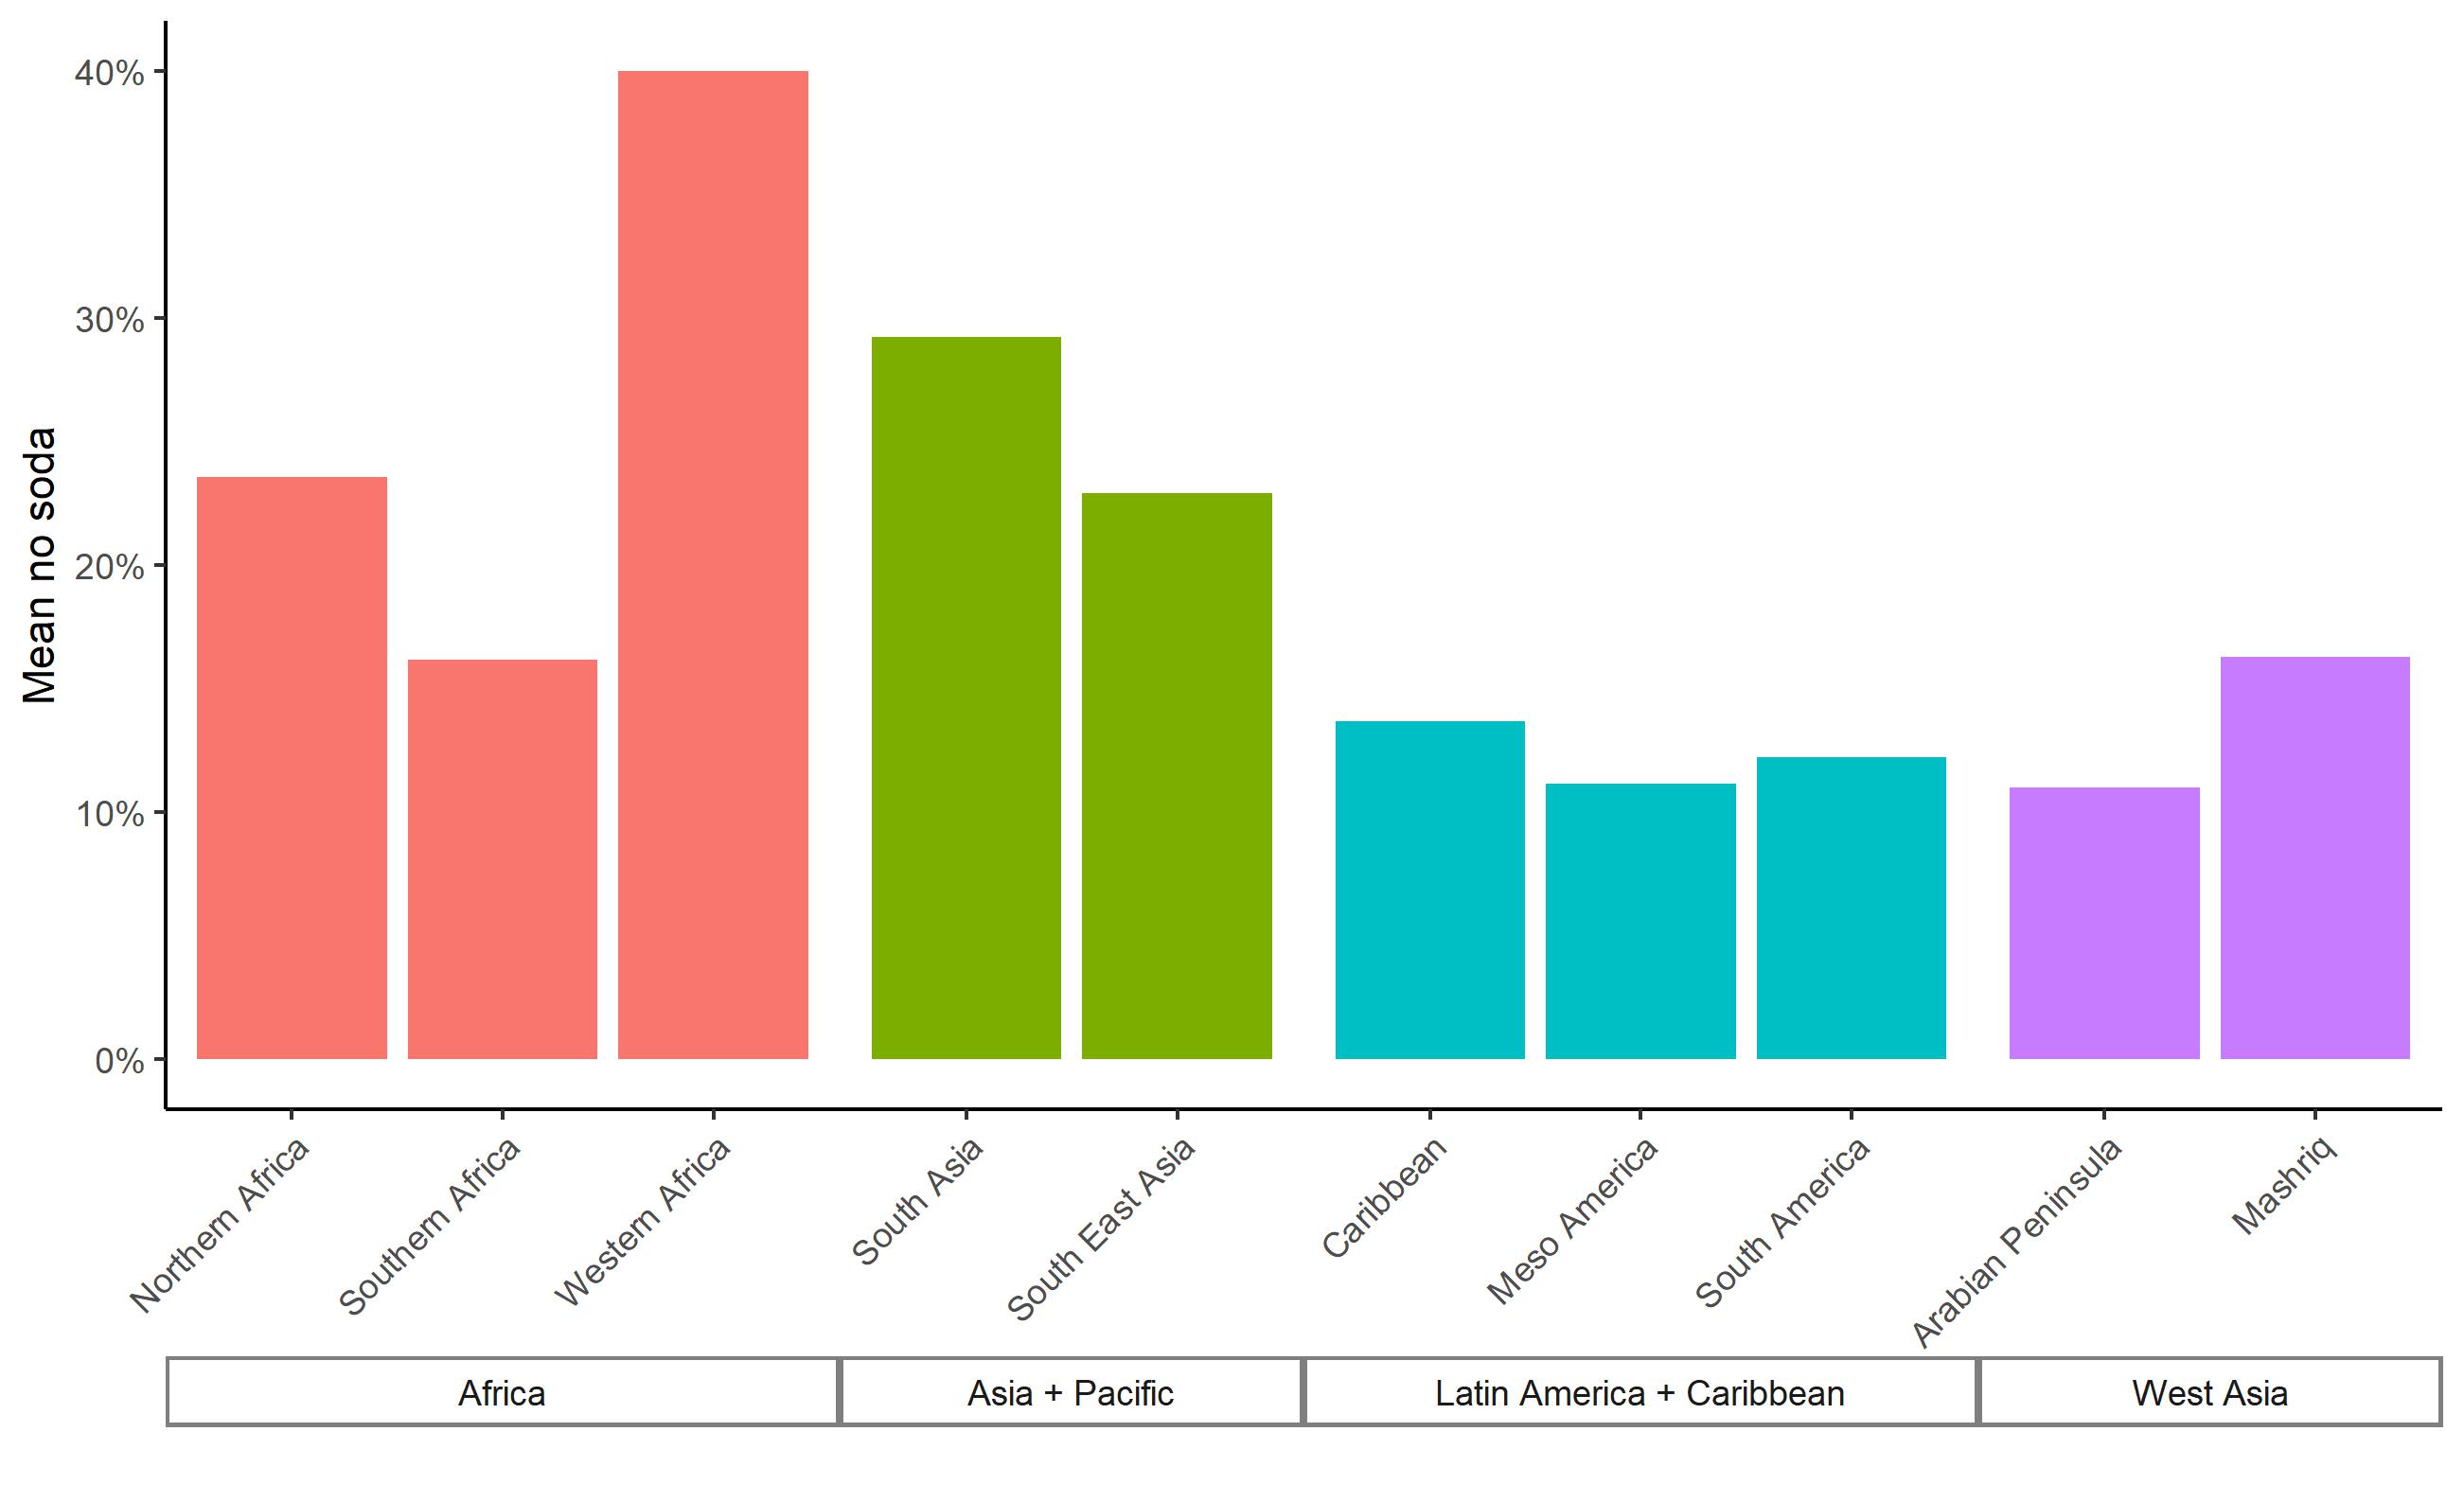 Mean no soda
40%
30%
20%
10%
0%
Northern Africa
Southern Africa
Western Africa
South Asia
South East Asia
Caribbean
Meso America
South America
Arabian Peninsula
Mashriq
Africa
Asia + Pacific
Latin America + Caribbean
West Asia